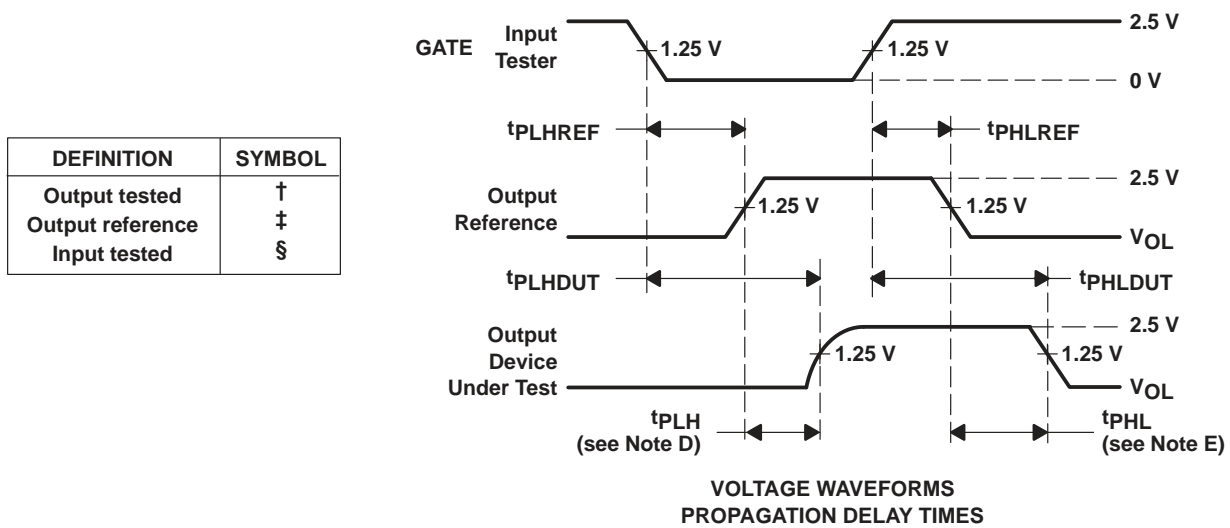 DEFINITION SYMBOL
Output tested †
Output reference ‡
Input tested §
GATE Input Tester
1.25 V
1.25 V
2.5 V
0 V
tPLHREF
tPHLREF
Output
Reference
1.25 V
1.25 V
2.5 V
VOL
tPLHDUT
tPHLDUT
Output
Device
Under Test
1.25 V
1.25 V
2.5 V
VOL
tPLH
(see Note D)
tPHL
(see Note E)
VOLTAGE WAVEFORMS
PROPAGATION DELAY TIMES